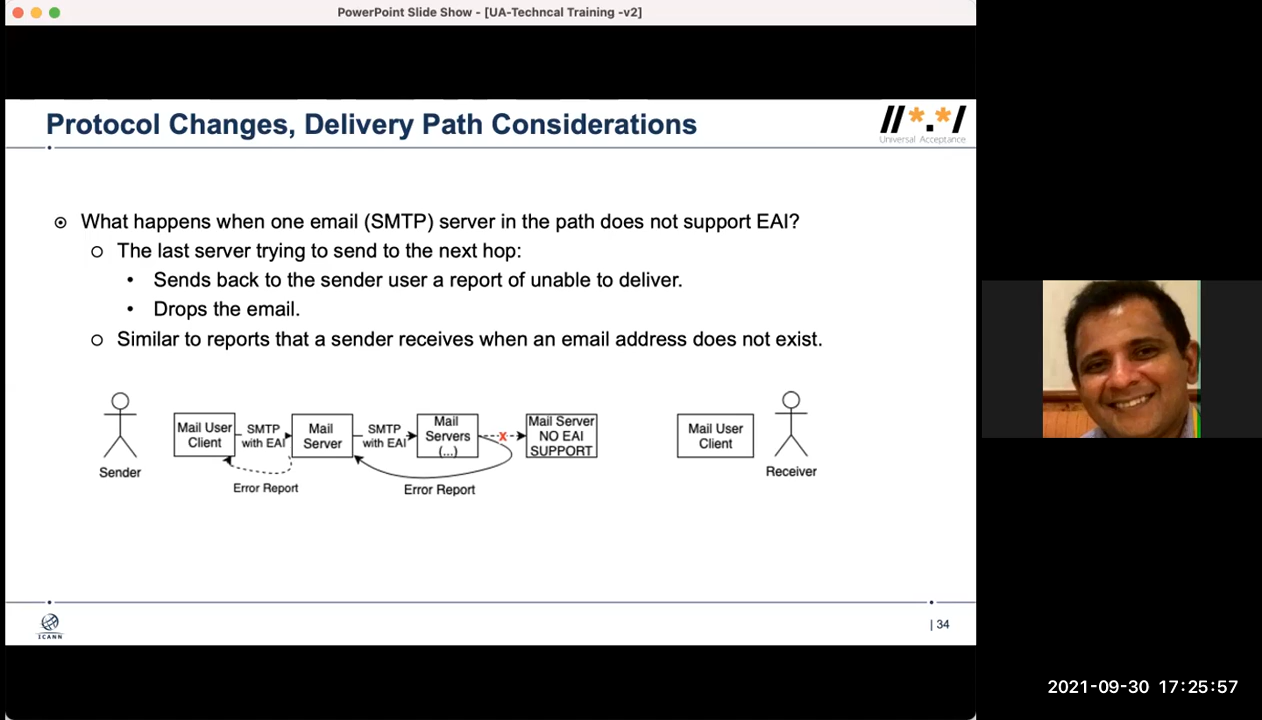 PowerPoint Slide Show - [UA-Techncal Training -v2]
Protocol Changes, Delivery Path Considerations
//*.*/
Universal Acceptance
What happens when one email (SMTP) server in the path does not support EAI?
The last server trying to send to the next hop:
Sends back to the sender user a report of unable to deliver.
Drops the email.
Similar to reports that a sender receives when an email address does not exist.
Sender
Mail User
Client
SMTP
with EAI
Mail
Server
SMTP
with EAI
Mail
Servers
(...)
X
Mail Server
NO EAI
SUPPORT
Mail User
Client
Receiver
Error Report
Error Report
ICANN
| 34
2021-09-30 17:25:57